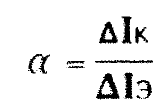 α = ΔIк / ΔIэ